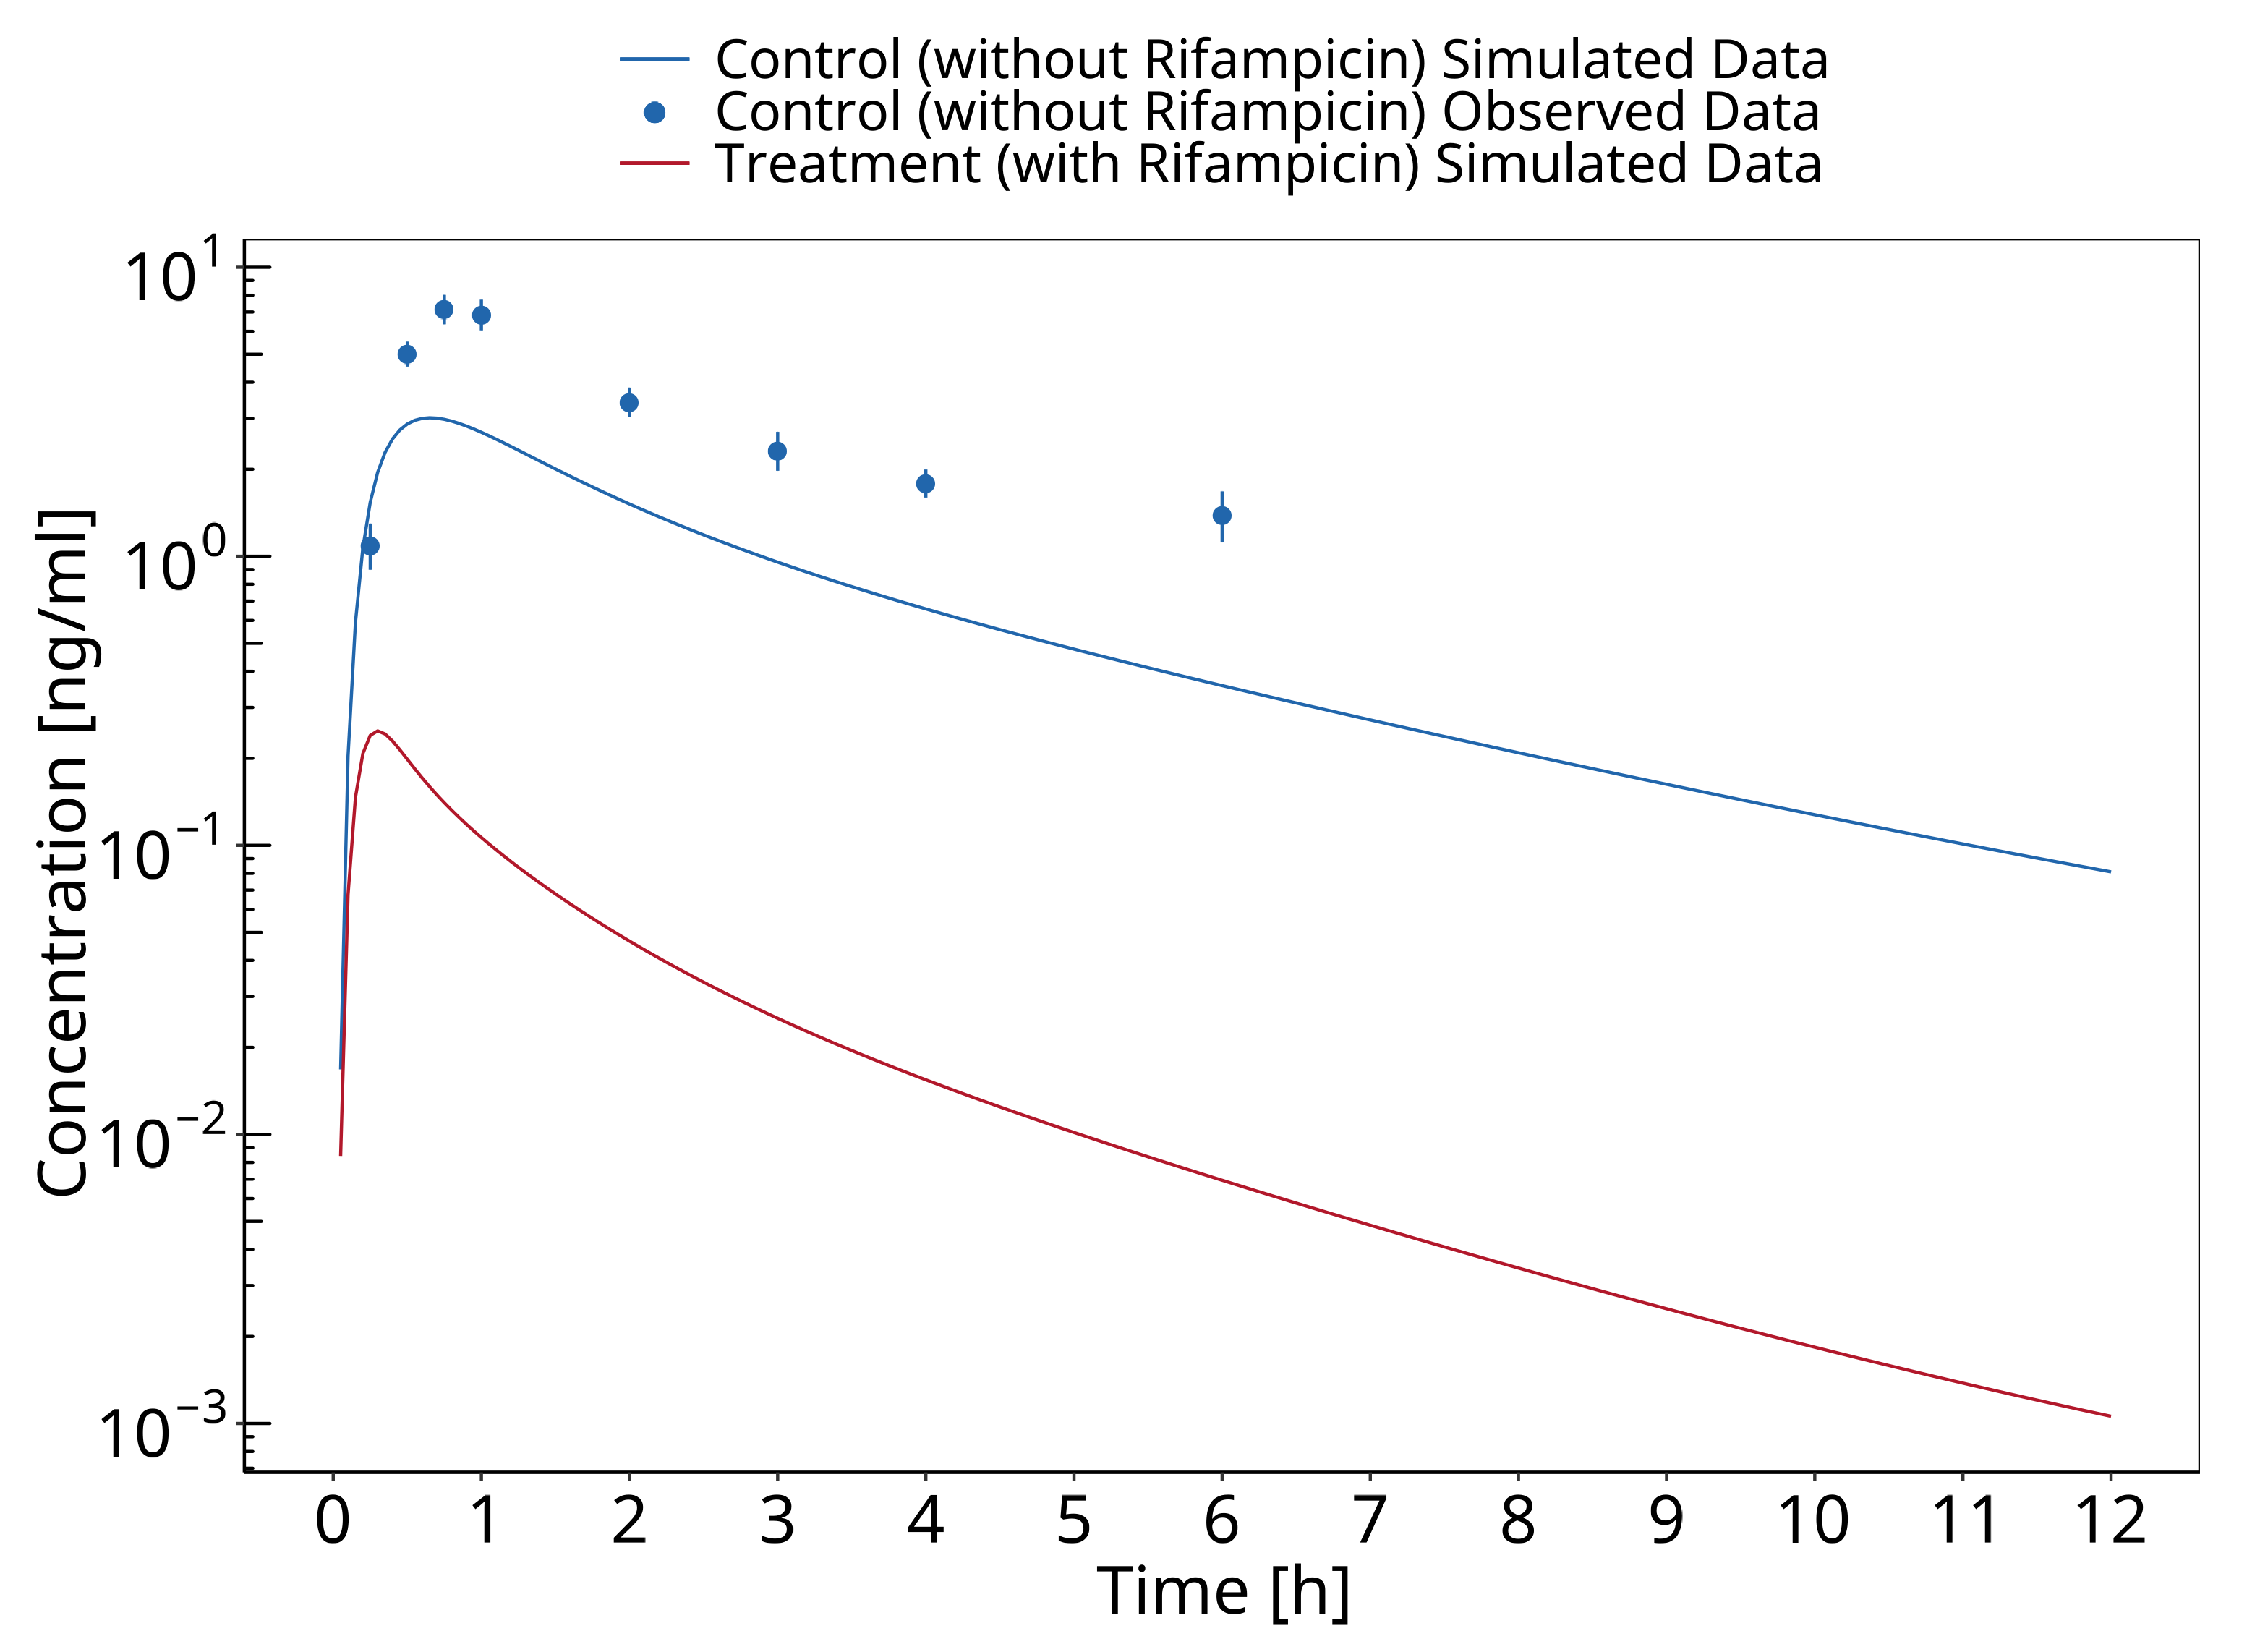 Control (without Rifampicin) Simulated Data
Control (without Rifampicin) Observed Data
Treatment (with Rifampicin) Simulated Data
Concentration [ng/ml]
10^1
10^0
10^−1
10^−2
10^−3
0 1 2 3 4 5 6 7 8 9 10 11 12
Time [h]